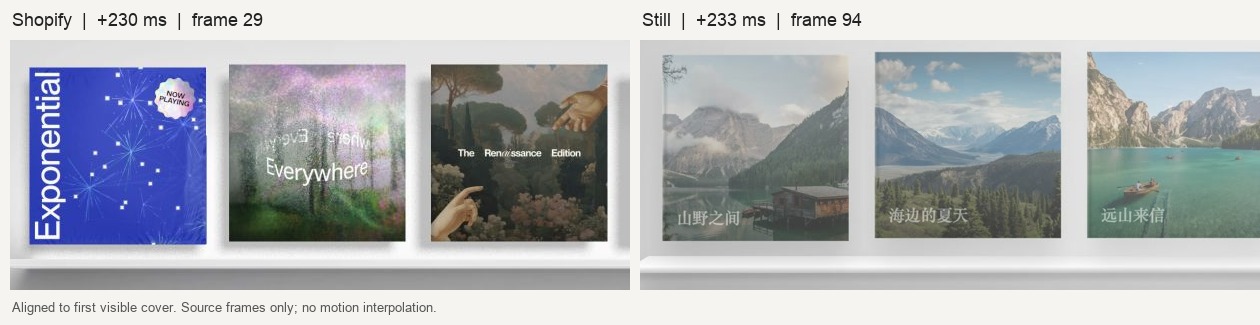 Shopify | +230 ms | frame 29
Still | +233 ms | frame 94
Exponential
NOW
PLAYING
Everywhere
Everywhere
The Renaissance Edition
山野之间
海边的夏天
远山来信
Aligned to first visible cover. Source frames only; no motion interpolation.